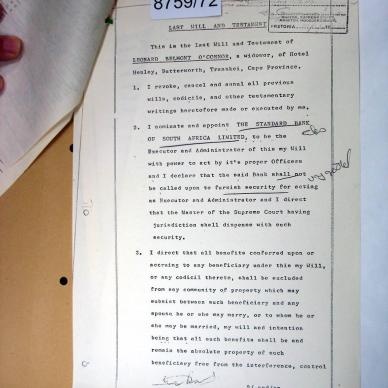 8759/72
LAST WILL AND TESTAMENT
PRETORIA
This is the Last Will and Testament of
LEONARD BELMONT O'CONNOR, a widower, of Hotel
Henley, Butterworth, Transkei, Cape Province.
1. I revoke, cancel and annul all previous
wills, codicils, and other testamentary
writings heretofore made or executed by me.
2. I nominate and appoint THE STANDARD BANK
OF SOUTH AFRICA LIMITED, to be the
Executor and Administrator of this my Will
with power to act by it's proper Officers
and I declare that the said Bank shall not
be called upon to furnish security for acting
as Executor and Administrator and I direct
that the Master of the Supreme Court having
jurisdiction shall dispense with such
security.
3. I direct that all benefits conferred upon or
accruing to any beneficiary under this my Will,
or any codicil thereto, shall be excluded
from any community of property which may
subsist between such beneficiary and any
spouse he or she may marry, or to whom he or
she may be married, my will and intention
being that all such benefits shall be and
remain the absolute property of such
beneficiary free from the interference, control